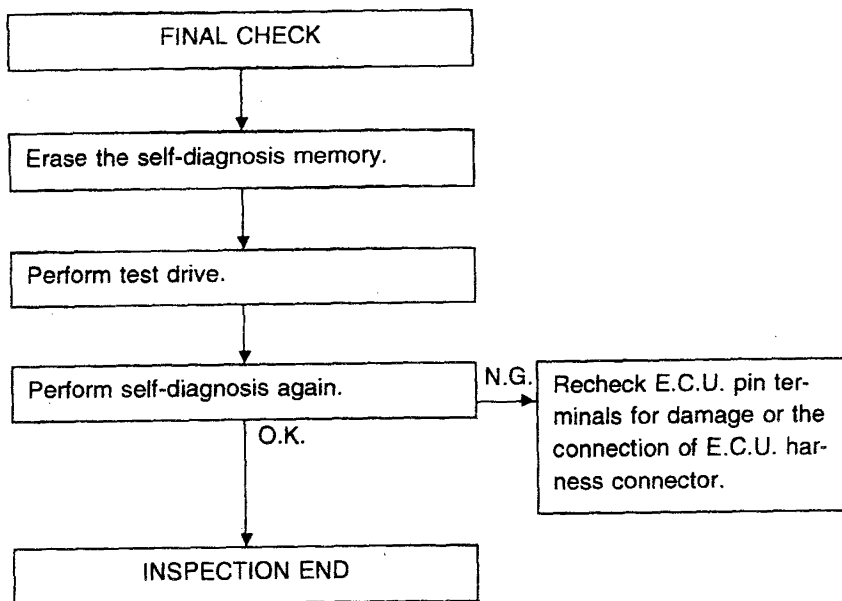 FINAL CHECK
Erase the self-diagnosis memory.
Perform test drive.
Perform self-diagnosis again.
N.G.
O.K.
Recheck E.C.U. pin ter-
minals for damage or the
connection of E.C.U. har-
ness connector.
INSPECTION END